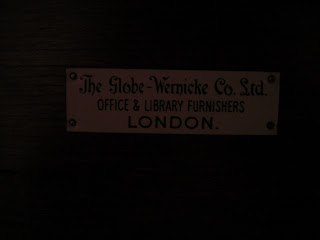 The Globe-Wernicke Co. Ltd.
OFFICE & LIBRARY FURNISHERS
LONDON.